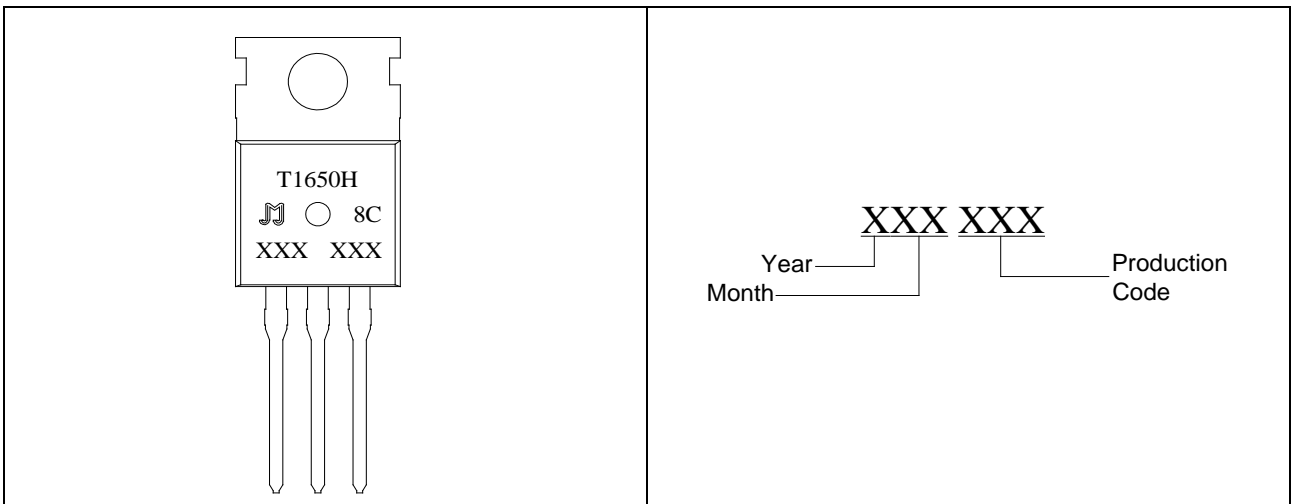 T1650H
8C
XXX XXX
XXX XXX
Year
Month
Production
Code